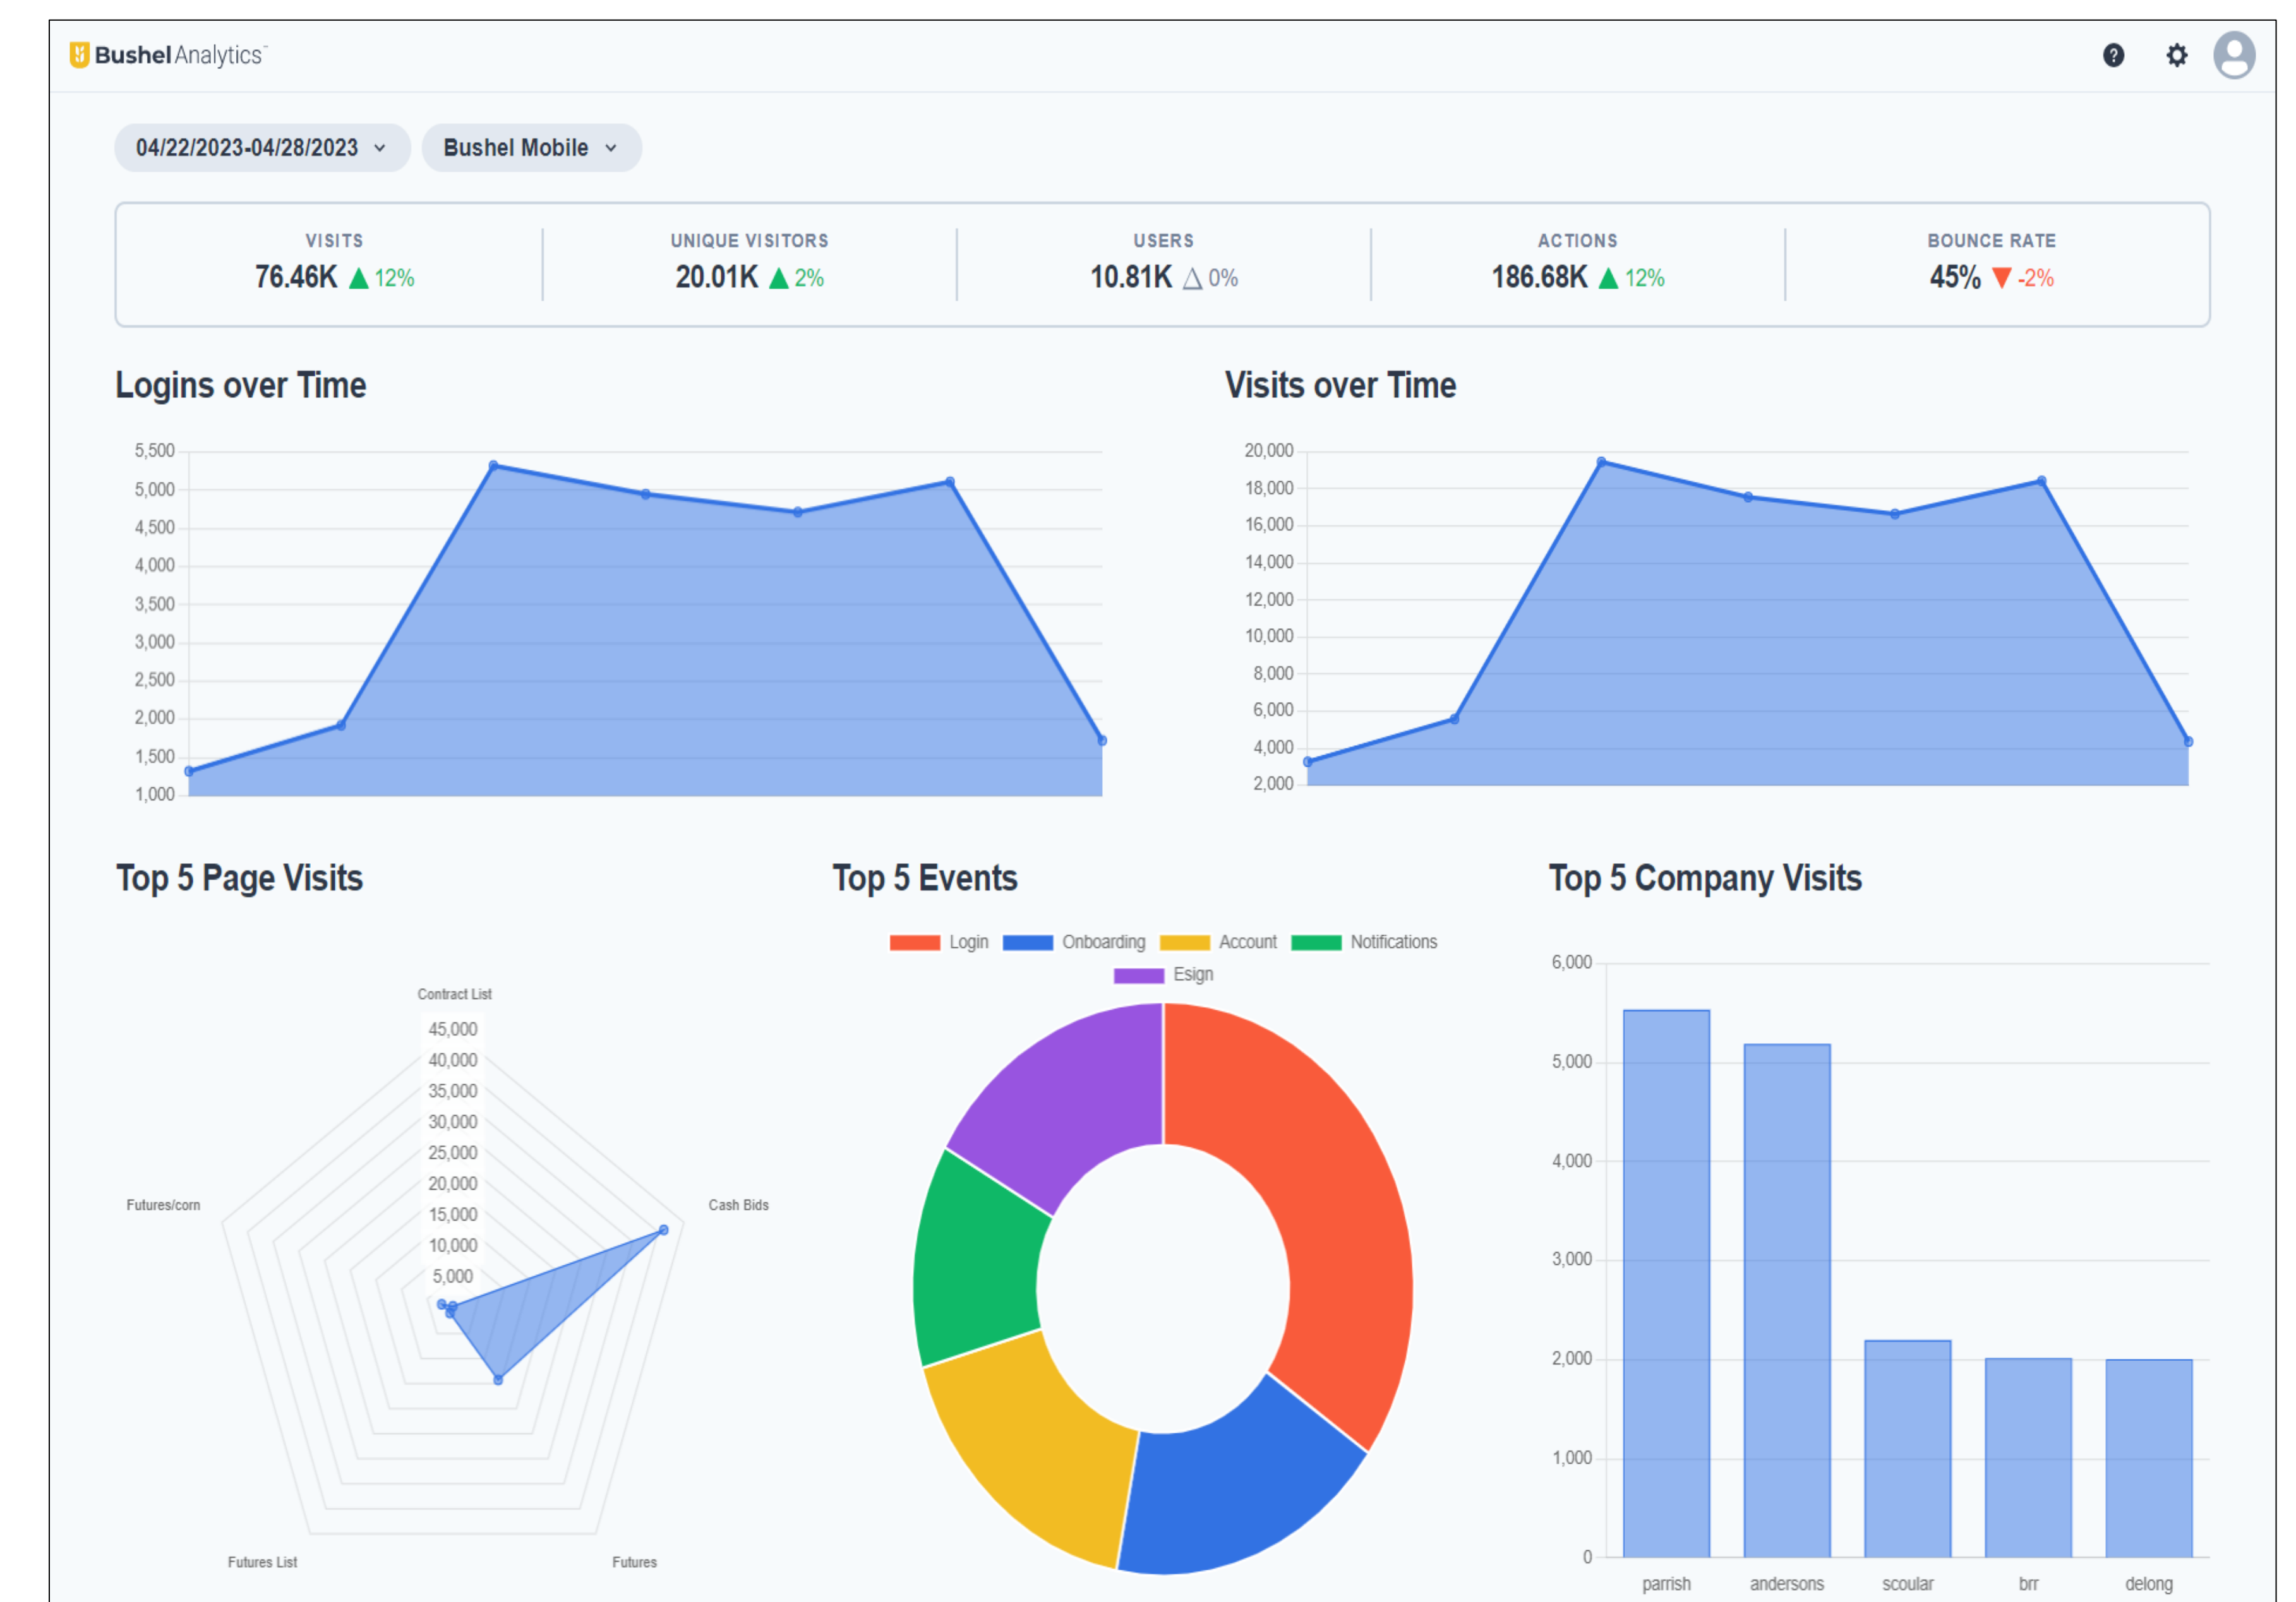 Bushel Analytics™
04/22/2023-04/28/2023
Bushel Mobile
VISITS
76.46K 12%
UNIQUE VISITORS
20.01K 2%
USERS
10.81K 0%
ACTIONS
186.68K 12%
BOUNCE RATE
45% -2%
Logins over Time
5,500
5,000
4,500
4,000
3,500
3,000
2,500
2,000
1,500
1,000
Visits over Time
20,000
18,000
16,000
14,000
12,000
10,000
8,000
6,000
4,000
2,000
Top 5 Page Visits
Contract List
45,000
40,000
35,000
30,000
25,000
20,000
15,000
10,000
5,000
Futures/corn
Cash Bids
Futures List
Futures
Top 5 Events
Login Onboarding Account Notifications
Esign
Top 5 Company Visits
6,000
5,000
4,000
3,000
2,000
1,000
0
parrish andersons scoular brr delong